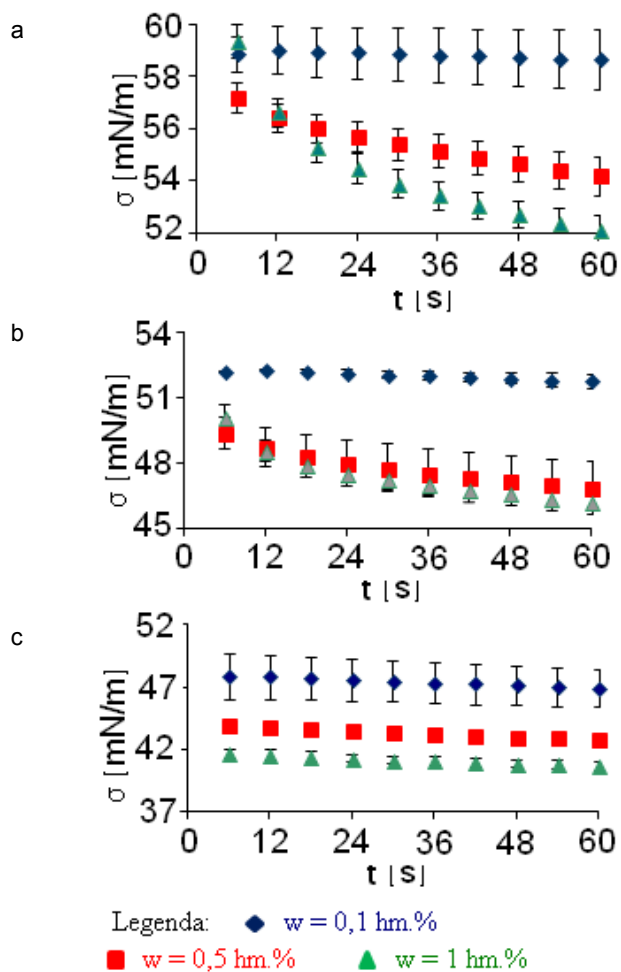 a
60
58
56
54
52
σ [mN/m]
0 12 24 36 48 60
t [s]
b
54
51
48
45
σ [mN/m]
0 12 24 36 48 60
t [s]
c
52
47
42
37
σ [mN/m]
0 12 24 36 48 60
t [s]
Legenda: w = 0,1 hm.%
w = 0,5 hm.% w = 1 hm.%